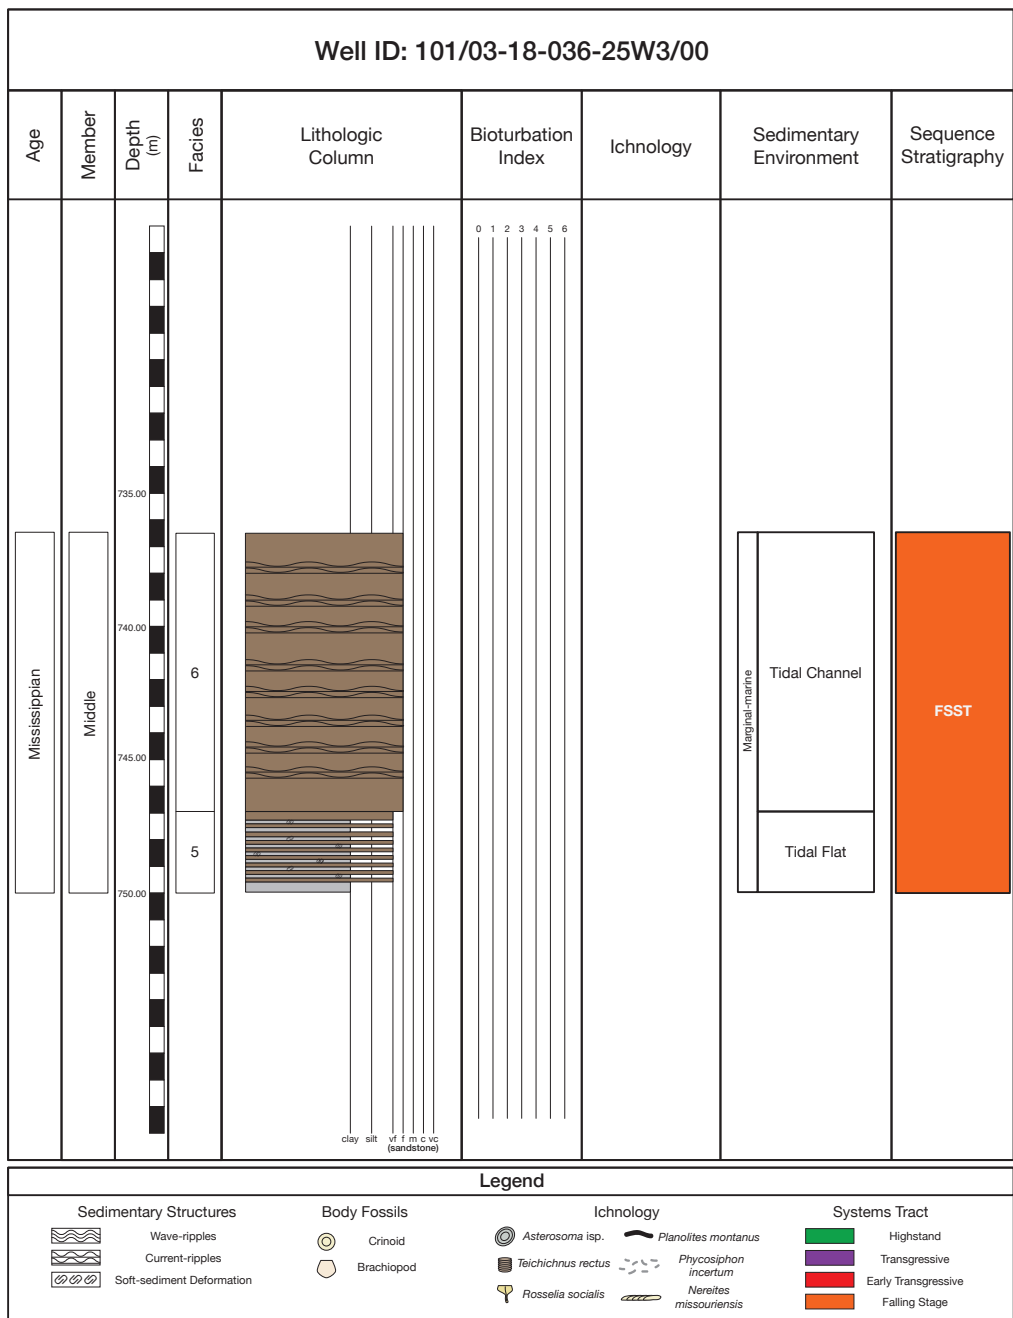 Well ID: 101/03-18-036-25W3/00
Age
Member
Depth
(m)
Facies
Lithologic
Column
Bioturbation
Index
Ichnology
Sedimentary
Environment
Sequence
Stratigraphy
0 1 2 3 4 5 6
735.00
740.00
745.00
750.00
Mississippian
Middle
6
5
Marginal-marine
Tidal Channel
Tidal Flat
FSST
clay silt vf f m c vc
(sandstone)
Legend
Sedimentary Structures
Wave-ripples
Current-ripples
Soft-sediment Deformation
Body Fossils
Crinoid
Brachiopod
Ichnology
Asterosoma isp.
Teichichnus rectus
Rosselia socialis
Planolites montanus
Phycosiphon
incertum
Nereites
missouriensis
Systems Tract
Highstand
Transgressive
Early Transgressive
Falling Stage